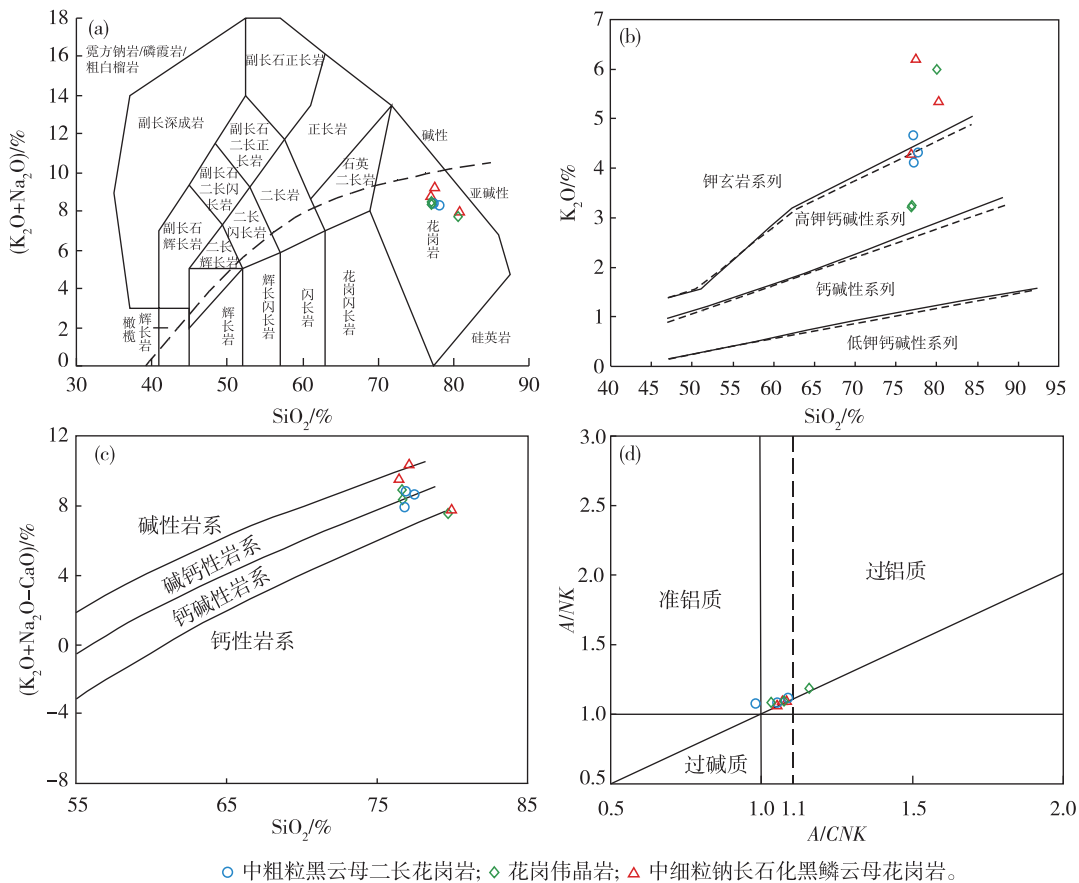 (a)
18
16
14
12
10
8
6
4
2
0
(K₂O+Na₂O)/%
霓方钠岩/磷霞岩/
粗白榴岩
副长石正长岩
副长深成岩
副长石
二长正
长岩
正长岩
碱性
亚碱性
副长石
二长闪
长岩
二长岩
石英
二长岩
副长石
辉长岩
二长
闪长岩
二长
辉长岩
花岗岩
橄榄
辉长岩
辉长岩
辉长闪长岩
闪长岩
花岗闪长岩
硅英岩
30
40
50
60
70
80
90
SiO₂/%
(b)
7
6
5
4
3
2
1
0
K₂O/%
钾玄岩系列
高钾钙碱性系列
钙碱性系列
低钾钙碱性系列
40
47
51
55
62
67
75
80
85
90
92
95
SiO₂/%
(c)
12
8
4
0
−4
−8
(K₂O+Na₂O−CaO)/%
碱性岩系
碱钙性岩系
钙碱性岩系
钙性岩系
55
65
75
85
SiO₂/%
(d)
3.0
2.5
2.0
1.5
1.0
0.5
A/NK
准铝质
过铝质
过碱质
0.5
1.0
1.1
1.5
2.0
A/CNK
中粗粒黑云母二长花岗岩; 花岗伟晶岩; 中细粒钠长石化黑鳞云母花岗岩。